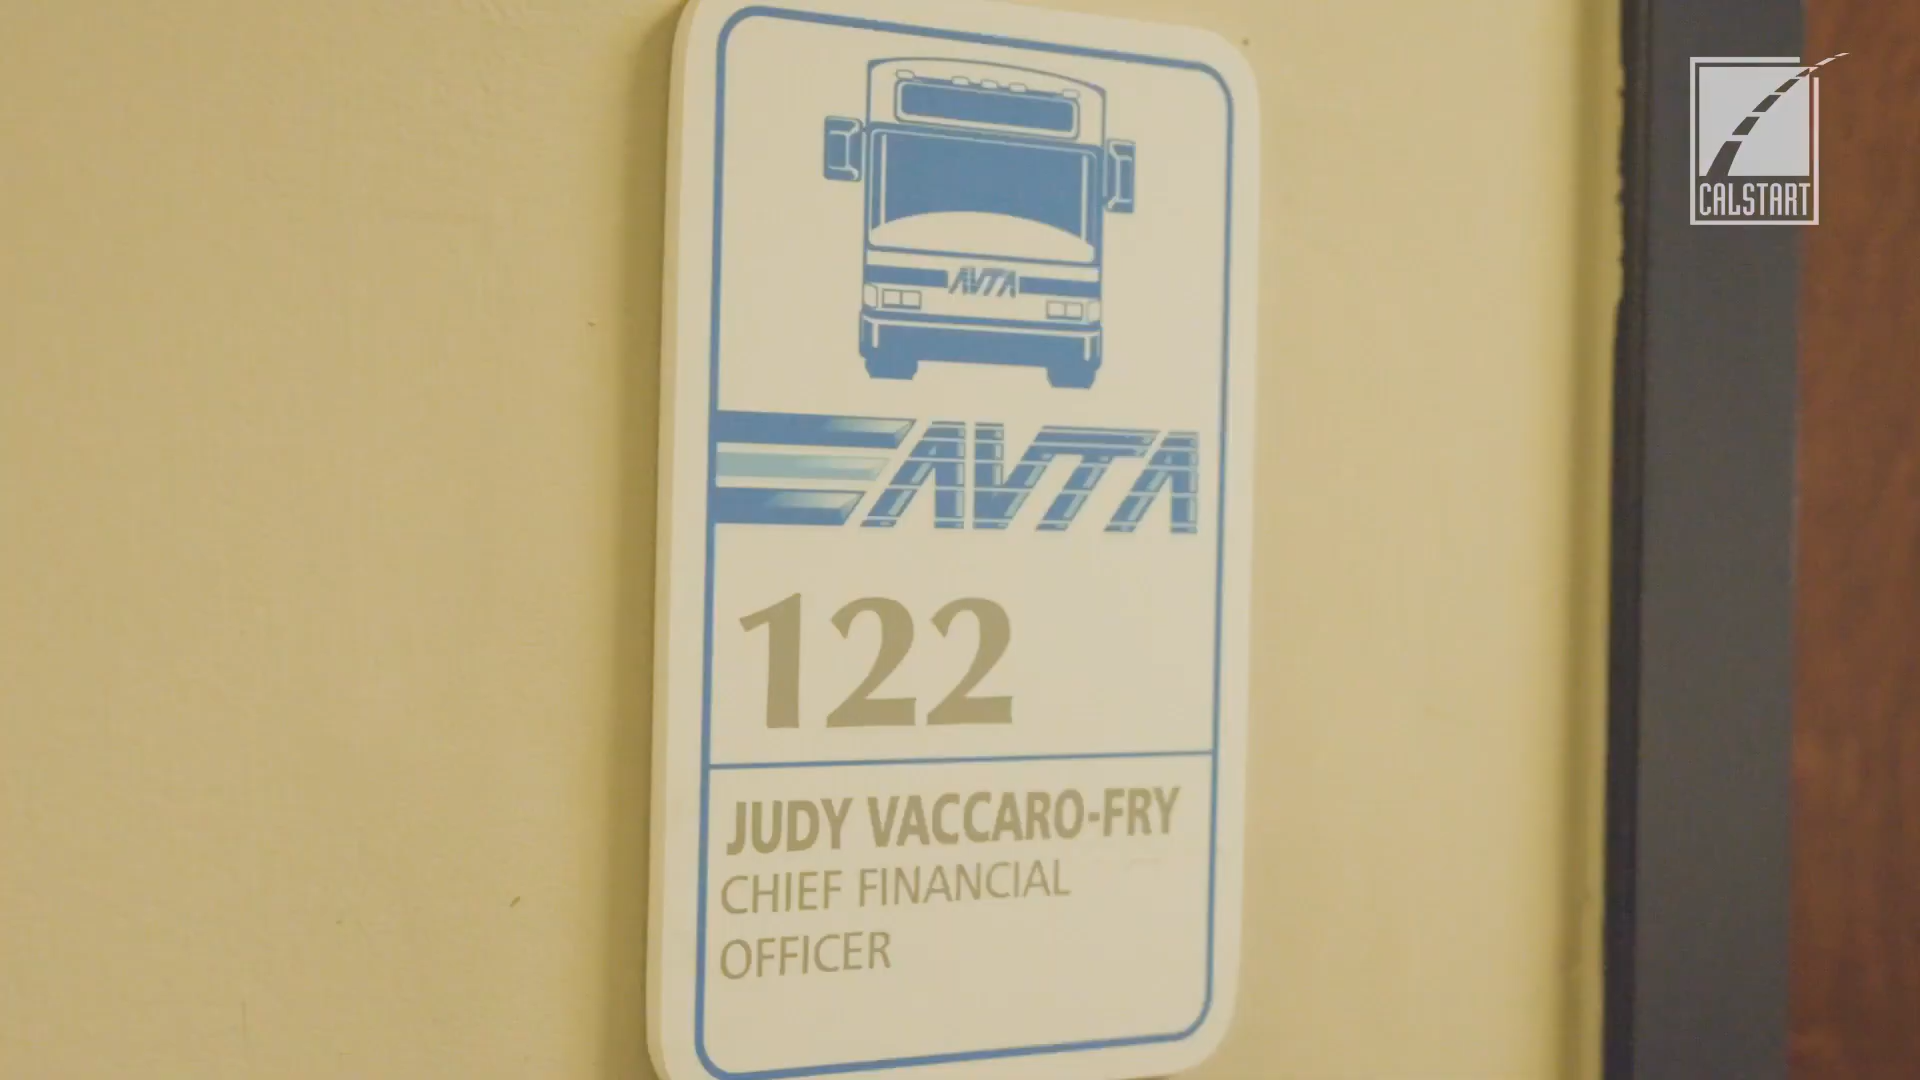 AVTA
AVTA
122
JUDY VACCARO-FRY
CHIEF FINANCIAL
OFFICER
CALSTART